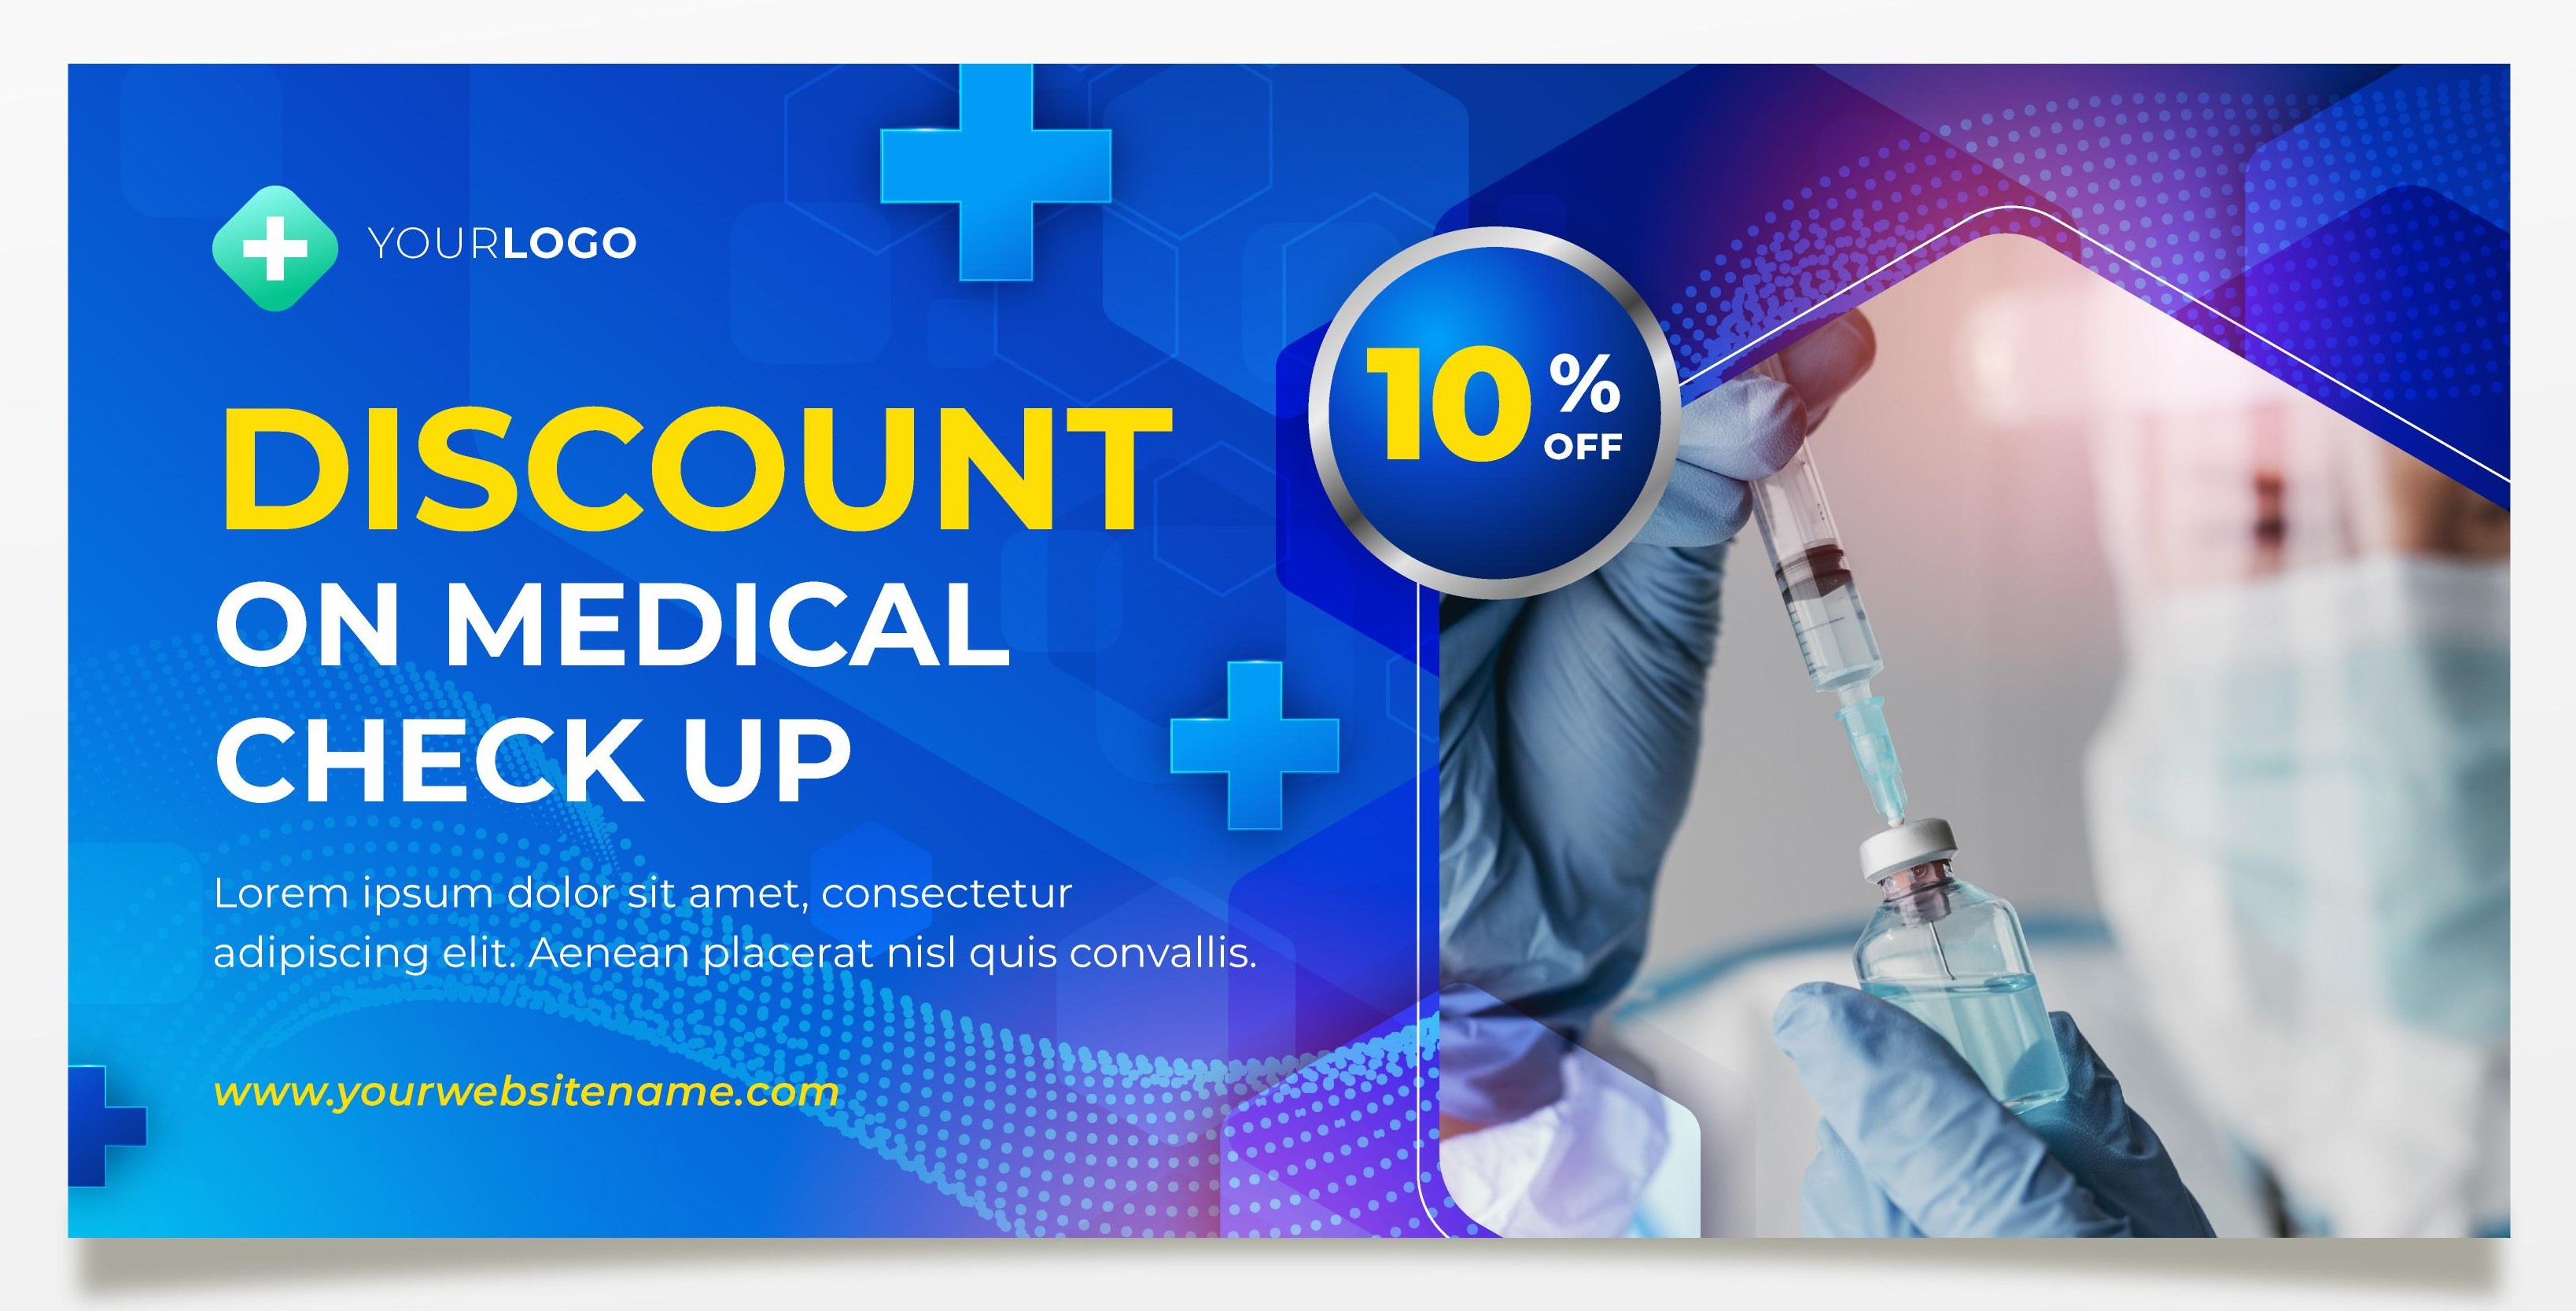 YOURLOGO
DISCOUNT
ON MEDICAL
CHECK UP
Lorem ipsum dolor sit amet, consectetur
adipiscing elit. Aenean placerat nisl quis convallis.
www.yourwebsitename.com
10%
OFF